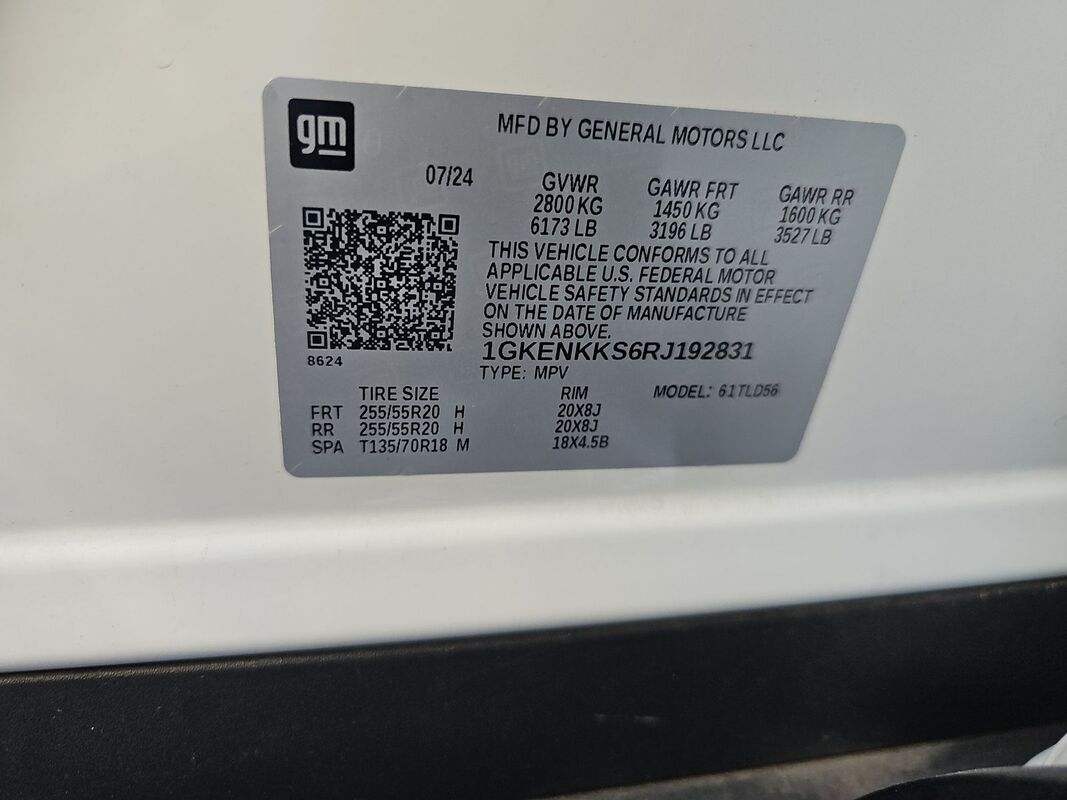 gm
MFD BY GENERAL MOTORS LLC
07/24 GVWR GAWR FRT GAWR RR
2800 KG 1450 KG 1600 KG
6173 LB 3196 LB 3527 LB
THIS VEHICLE CONFORMS TO ALL
APPLICABLE U.S. FEDERAL MOTOR
VEHICLE SAFETY STANDARDS IN EFFECT
ON THE DATE OF MANUFACTURE
SHOWN ABOVE.
8624
1GKENKKS6RJ192831
TYPE: MPV
TIRE SIZE RIM MODEL: 61TLD56
FRT 255/55R20 H 20X8J
RR 255/55R20 H 20X8J
SPA T135/70R18 M 18X4.5B